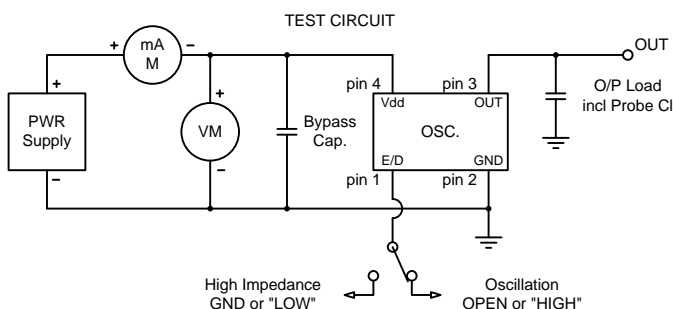 TEST CIRCUIT
+
mA
M
−
OUT
pin 4
pin 3
+
PWR
Supply
−
+
VM
−
Bypass
Cap.
Vdd
OUT
OSC.
E/D
GND
O/P Load
incl Probe Cl
pin 1
pin 2
High Impedance
GND or "LOW"
Oscillation
OPEN or "HIGH"